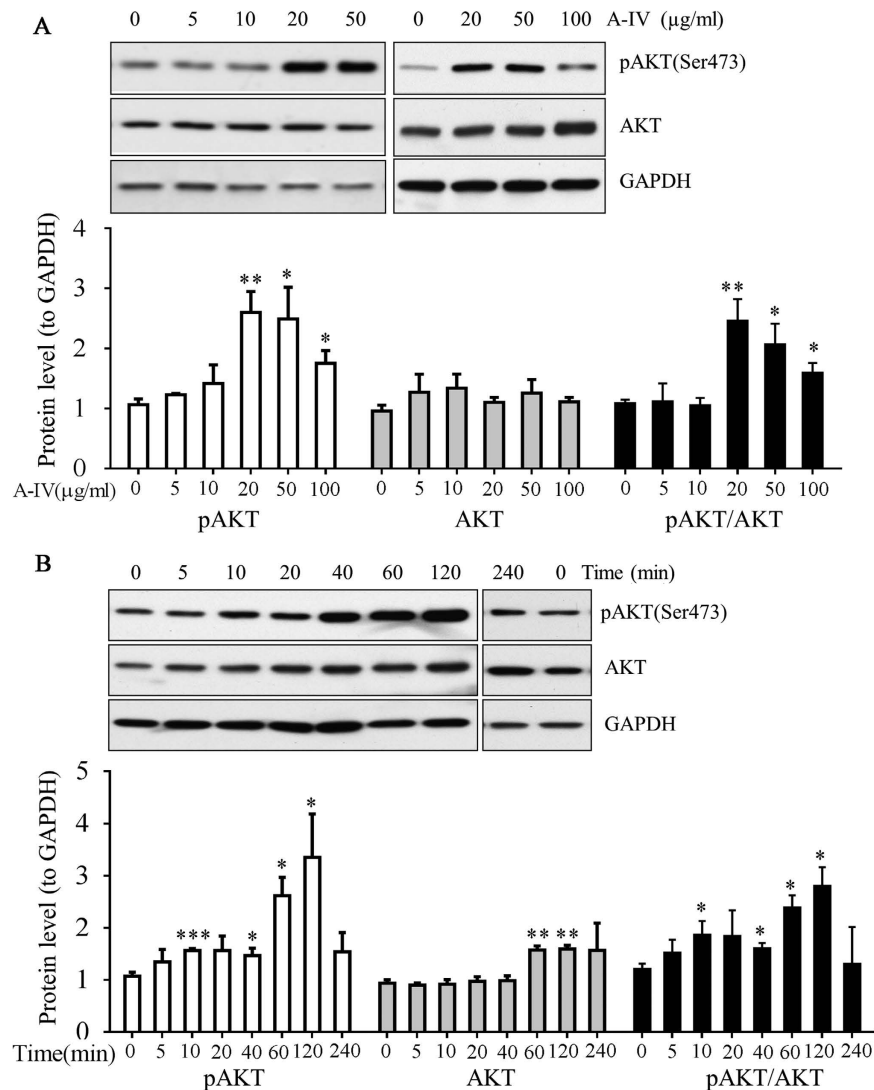 A
0 5 10 20 50 0 20 50 100 A-IV (µg/ml)
pAKT(Ser473)
AKT
GAPDH
Protein level (to GAPDH)
4
3
2
1
0
** * *
** * *
A-IV(µg/ml) 0 5 10 20 50 100 0 5 10 20 50 100 0 5 10 20 50 100
pAKT AKT pAKT/AKT
B
0 5 10 20 40 60 120 240 0 Time (min)
pAKT(Ser473)
AKT
GAPDH
Protein level (to GAPDH)
5
4
3
2
1
0
*** * * *
** **
* * * *
Time(min) 0 5 10 20 40 60 120 240 0 5 10 20 40 60 120 240 0 5 10 20 40 60 120 240
pAKT AKT pAKT/AKT